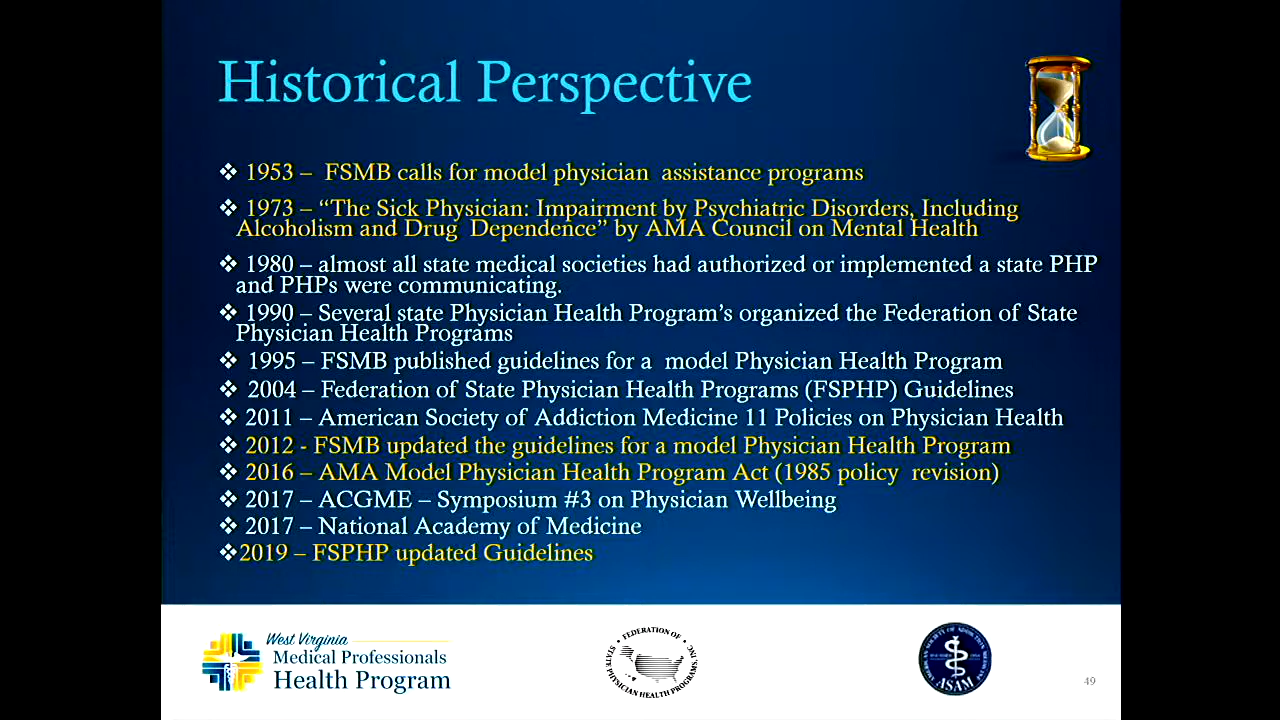 Historical Perspective
❖ 1953 – FSMB calls for model physician assistance programs
❖ 1973 – “The Sick Physician: Impairment by Psychiatric Disorders, Including
Alcoholism and Drug Dependence” by AMA Council on Mental Health
❖ 1980 – almost all state medical societies had authorized or implemented a state PHP
and PHPs were communicating.
❖ 1990 – Several state Physician Health Program’s organized the Federation of State
Physician Health Programs
❖ 1995 – FSMB published guidelines for a model Physician Health Program
❖ 2004 – Federation of State Physician Health Programs (FSPHP) Guidelines
❖ 2011 – American Society of Addiction Medicine 11 Policies on Physician Health
❖ 2012 - FSMB updated the guidelines for a model Physician Health Program
❖ 2016 – AMA Model Physician Health Program Act (1985 policy revision)
❖ 2017 – ACGME – Symposium #3 on Physician Wellbeing
❖ 2017 – National Academy of Medicine
❖2019 – FSPHP updated Guidelines
West Virginia
Medical Professionals
Health Program
• FEDERATION OF •
STATE PHYSICIAN HEALTH PROGRAMS, INC.
AMERICAN SOCIETY OF ADDICTION MEDICINE
ASAM
49